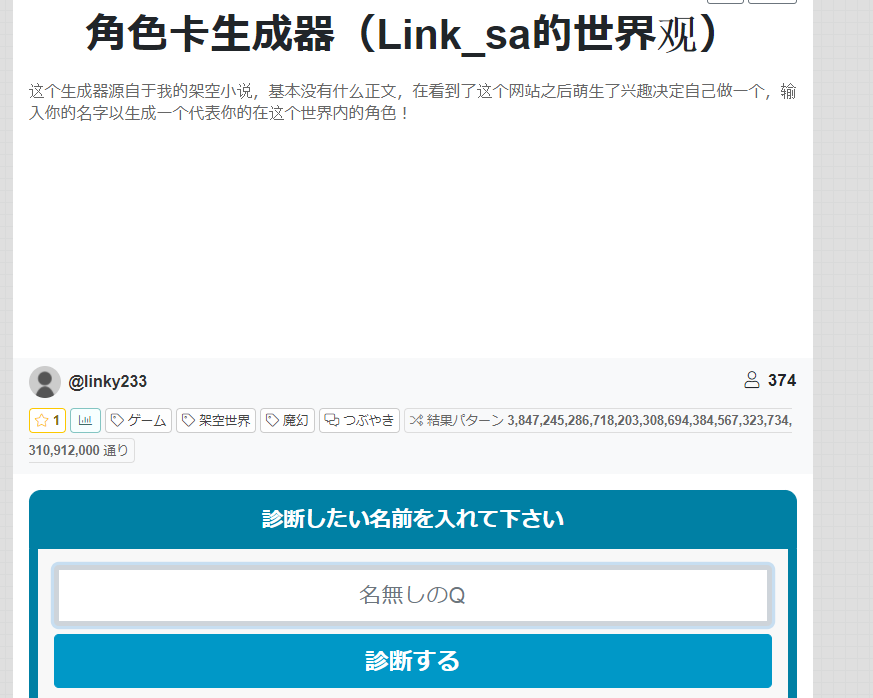 角色卡生成器（Link_sa的世界观）
这个生成器源自于我的架空小说，基本没有什么正文，在看到了这个网站之后萌生了兴趣决定自己做一个，输
入你的名字以生成一个代表你的在这个世界内的角色！
@linky233 374
1 ゲーム 架空世界 魔幻 つぶやき 結果パターン 3,847,245,286,718,203,308,694,384,567,323,734,
310,912,000 通り
診断したい名前を入れて下さい
名無しのQ
診断する